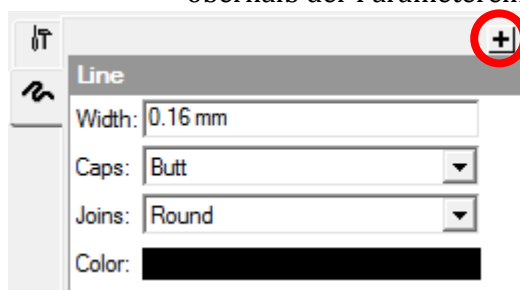 +
Line
Width: 0.16 mm
Caps: Butt
Joins: Round
Color: